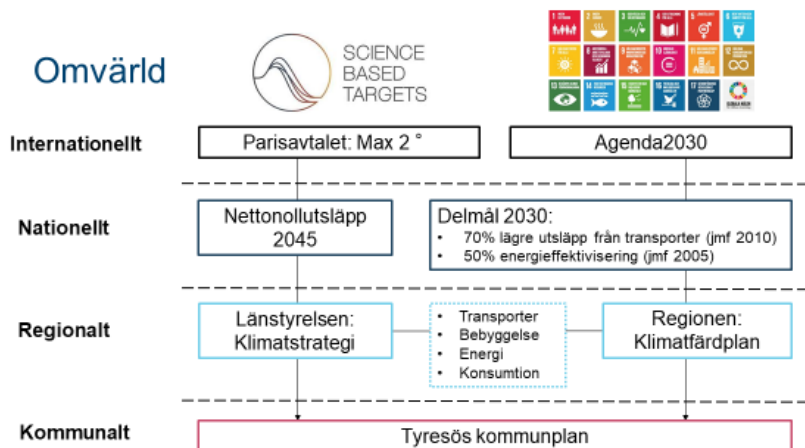 Omvärld
SCIENCE
BASED
TARGETS
Internationellt
Parisavtalet: Max 2 °
Agenda2030
Nationellt
Nettonollutsläpp
2045
Delmål 2030:
• 70% lägre utsläpp från transporter (jmf 2010)
• 50% energieffektivisering (jmf 2005)
Regionalt
Länstyrelsen:
Klimatstrategi
• Transporter
• Bebyggelse
• Energi
• Konsumtion
Regionen:
Klimatfärdplan
Kommunalt
Tyresös kommunplan